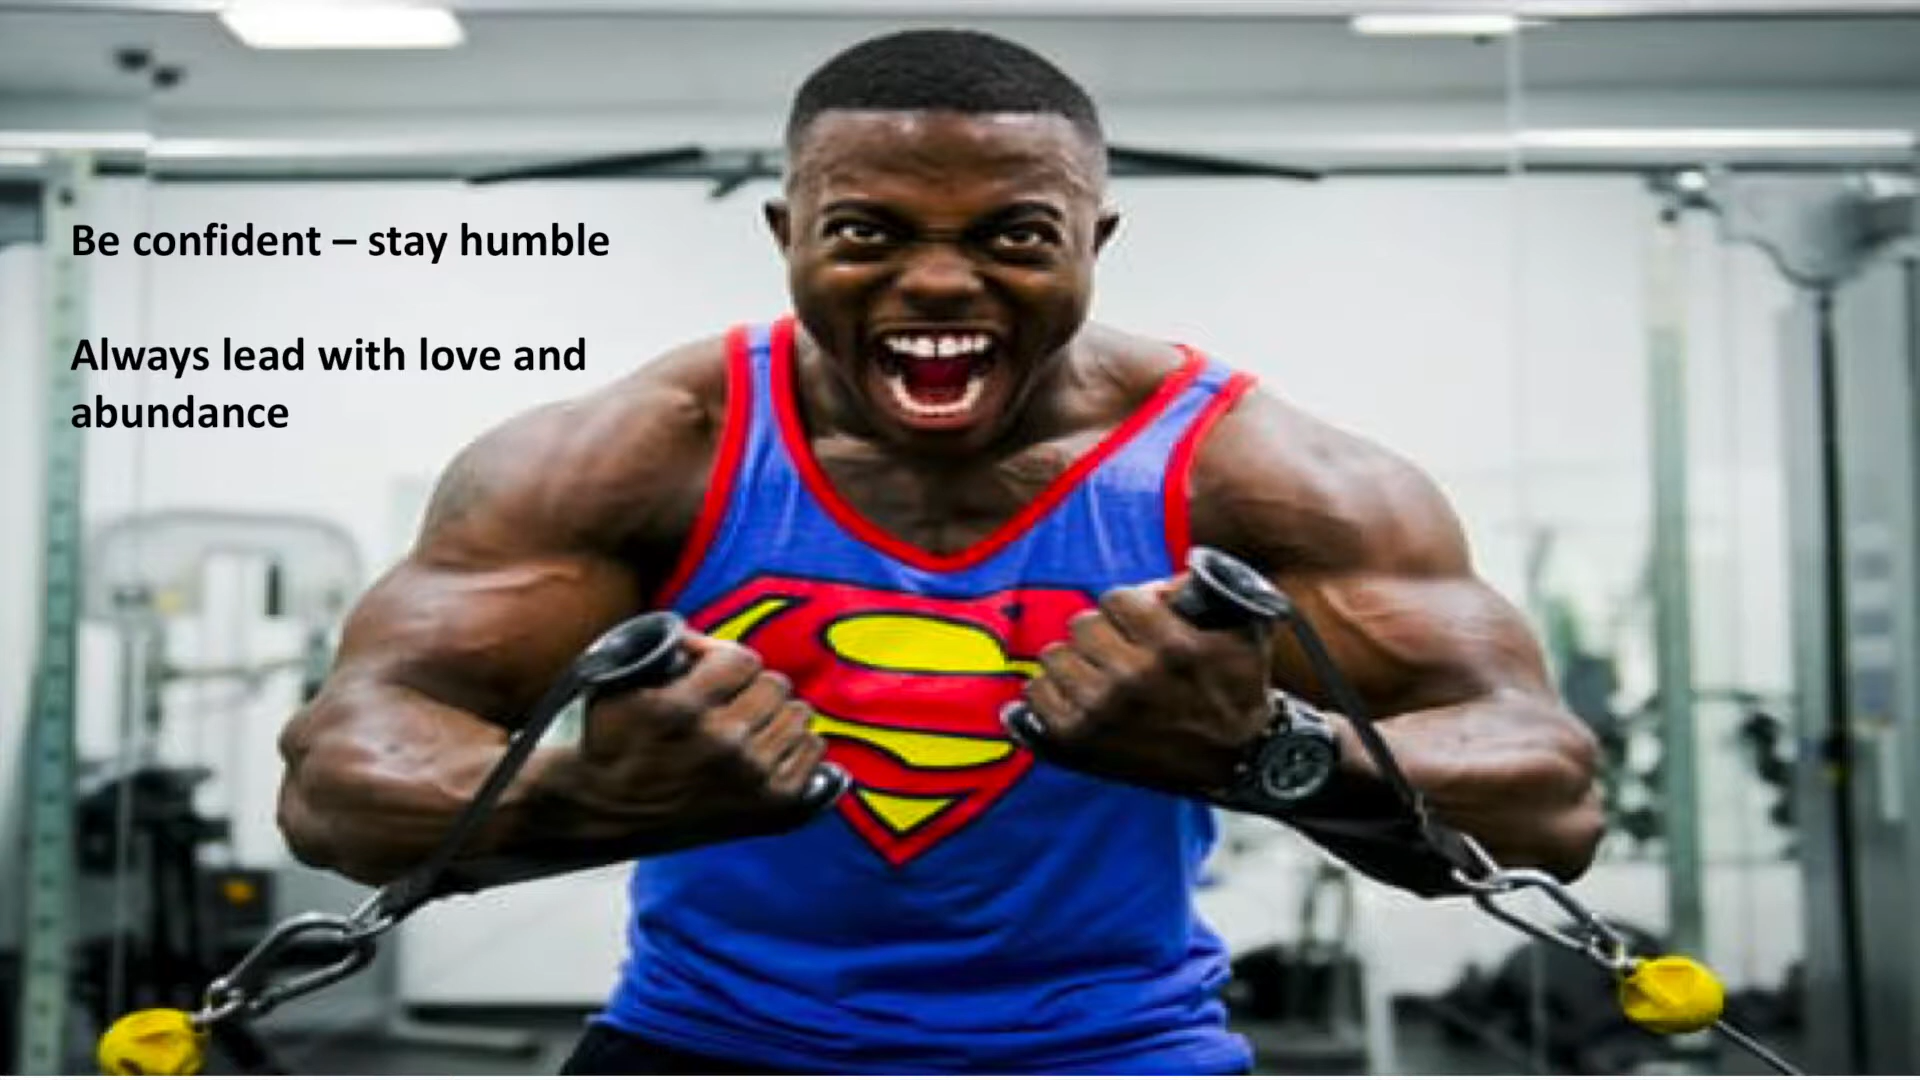 Be confident – stay humble
Always lead with love and
abundance